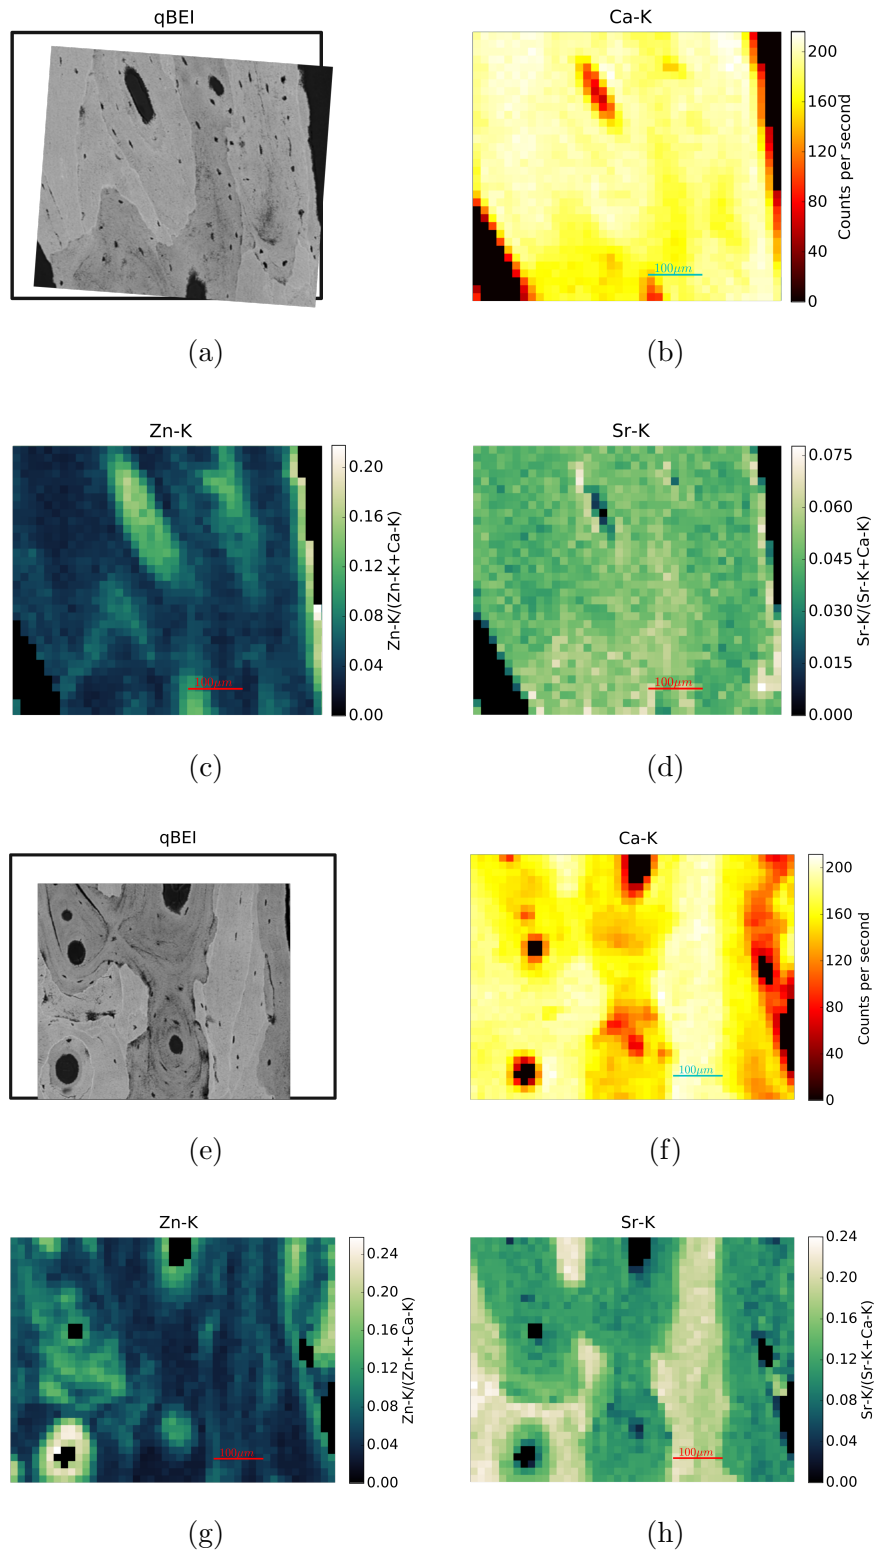 qBEI
Ca-K
200
160
120
80
40
0
Counts per second
100μm
(a)
(b)
Zn-K
Sr-K
0.20
0.16
0.12
0.08
0.04
0.00
Zn-K/(Zn-K+Ca-K)
100μm
0.075
0.060
0.045
0.030
0.015
0.000
Sr-K/(Sr-K+Ca-K)
100μm
(c)
(d)
qBEI
Ca-K
200
160
120
80
40
0
Counts per second
100μm
(e)
(f)
Zn-K
Sr-K
0.24
0.20
0.16
0.12
0.08
0.04
0.00
Zn-K/(Zn-K+Ca-K)
100μm
0.24
0.20
0.16
0.12
0.08
0.04
0.00
Sr-K/(Sr-K+Ca-K)
100μm
(g)
(h)